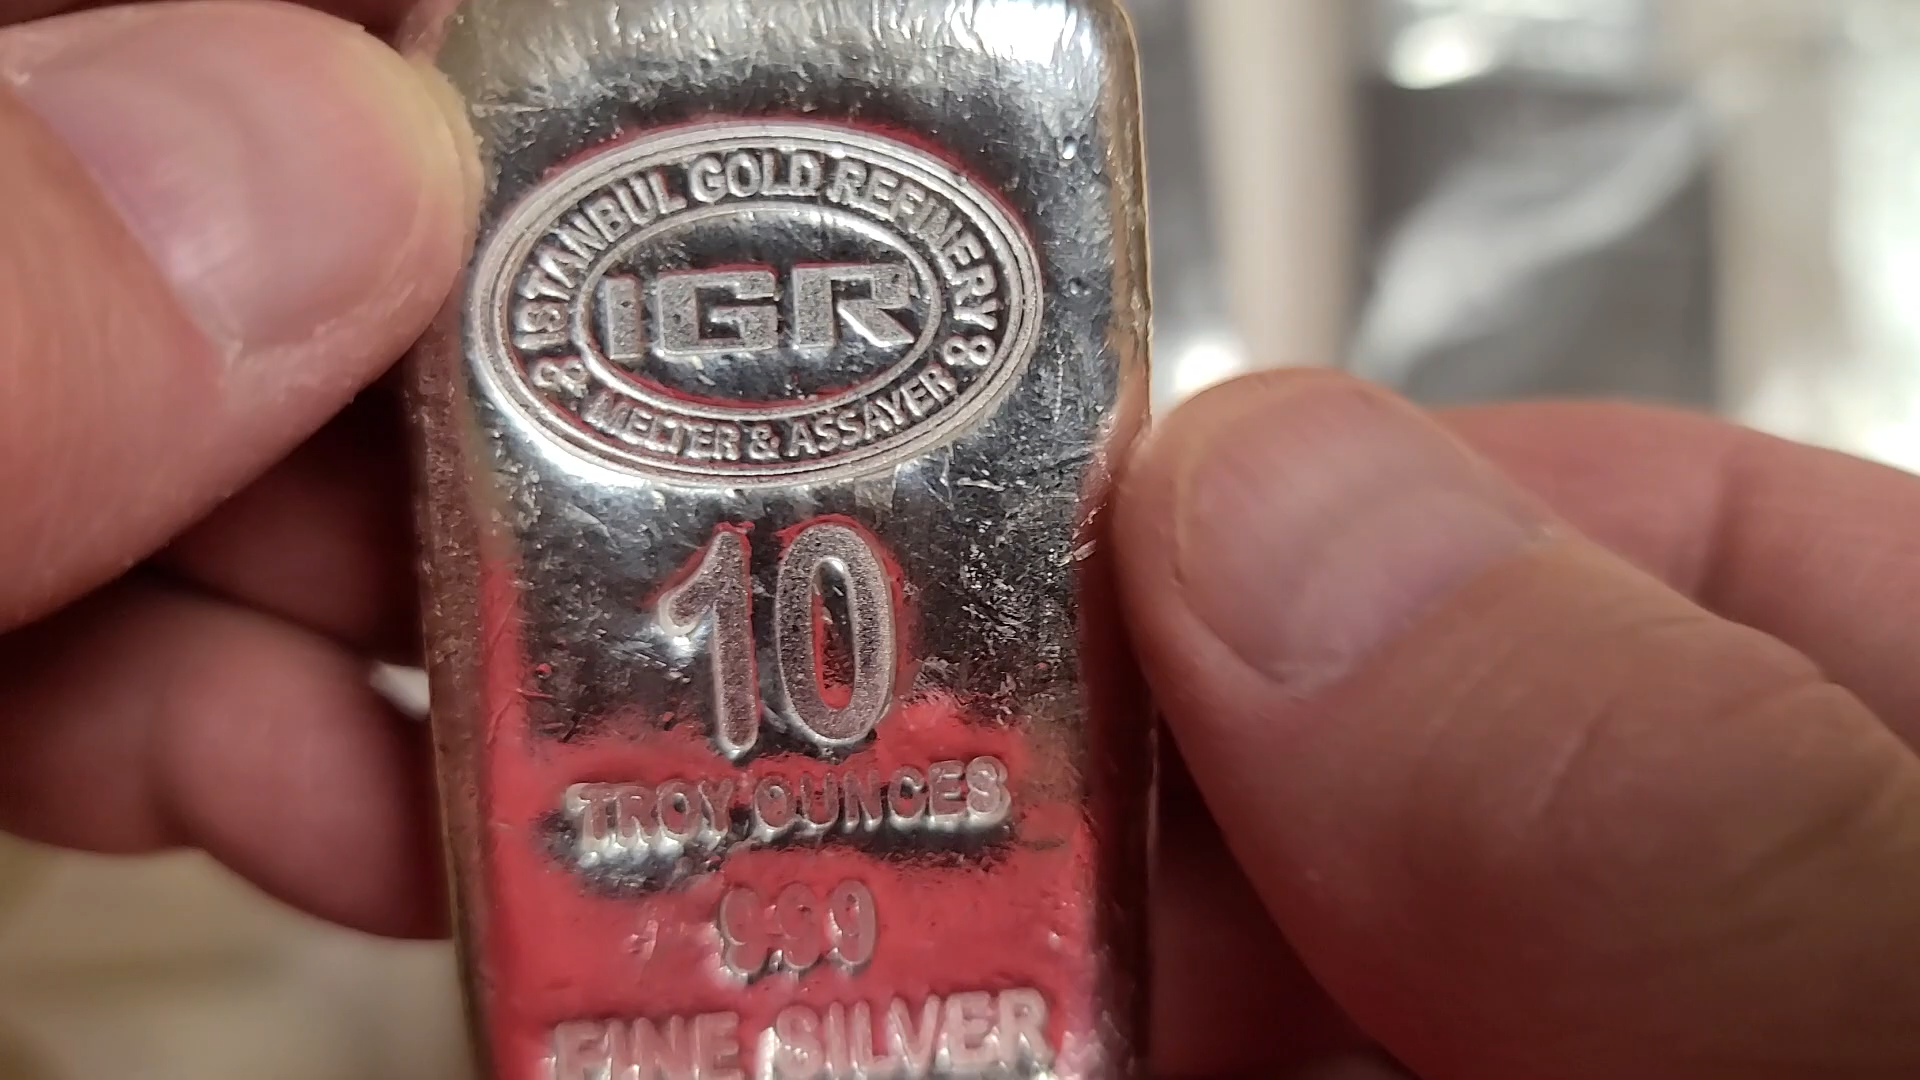 ISTANBUL GOLD REFINERY
IGR
& MELTER & ASSAYER &
10
TROY OUNCES
999
FINE SILVER